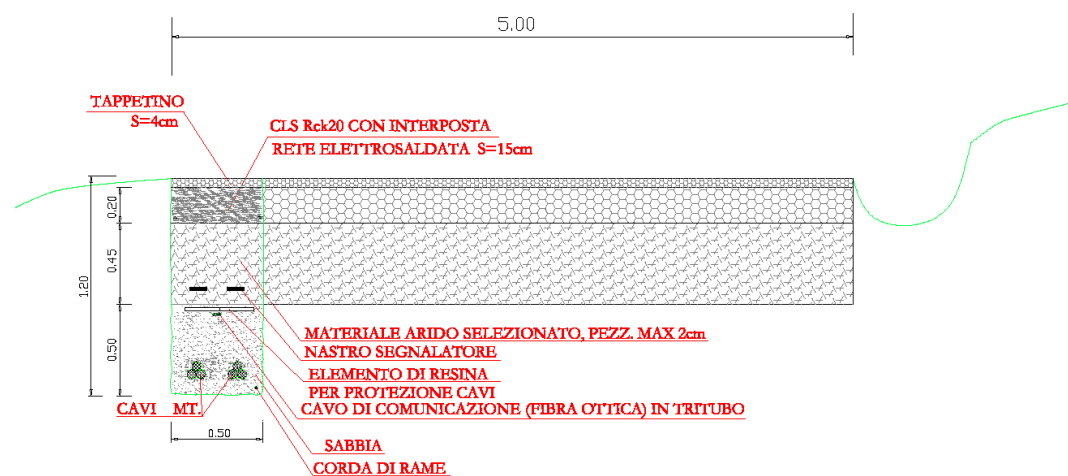 5.00
TAPPETINO
S=4cm
CLS Rck20 CON INTERPOSTA
RETE ELETTROSALDATA S=15cm
0.20
0.45
1.20
0.50
MATERIALE ARIDO SELEZIONATO, PEZZ. MAX 2cm
NASTRO SEGNALATORE
ELEMENTO DI RESINA
PER PROTEZIONE CAVI
CAVI MT.
CAVO DI COMUNICAZIONE (FIBRA OTTICA) IN TRITUBO
0.50
SABBIA
CORDA DI RAME